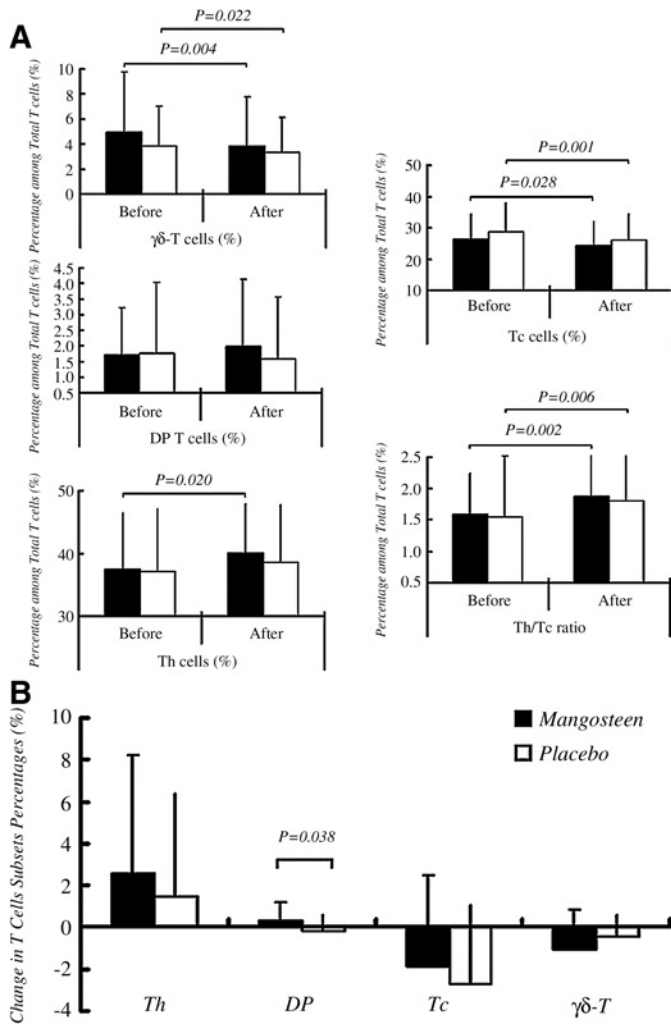 A
P=0.022
P=0.004
Percentage among Total T cells (%)
10
8
6
4
2
0
Before After
γδ-T cells (%)
P=0.001
P=0.028
Percentage among Total T cells (%)
50
40
30
20
10
Before After
Tc cells (%)
Percentage among Total T cells (%)
4.5
4.0
3.5
3.0
2.5
2.0
1.5
1.0
0.5
Before After
DP T cells (%)
P=0.006
P=0.002
Percentage among Total T cells (%)
2.5
2.0
1.5
1.0
0.5
Before After
Th/Tc ratio
P=0.020
Percentage among Total T cells (%)
50
40
30
Before After
Th cells (%)
B
Change in T Cells Subsets Percentages (%)
10
8
6
4
2
0
-2
-4
Mangosteen
Placebo
P=0.038
Th DP Tc γδ-T